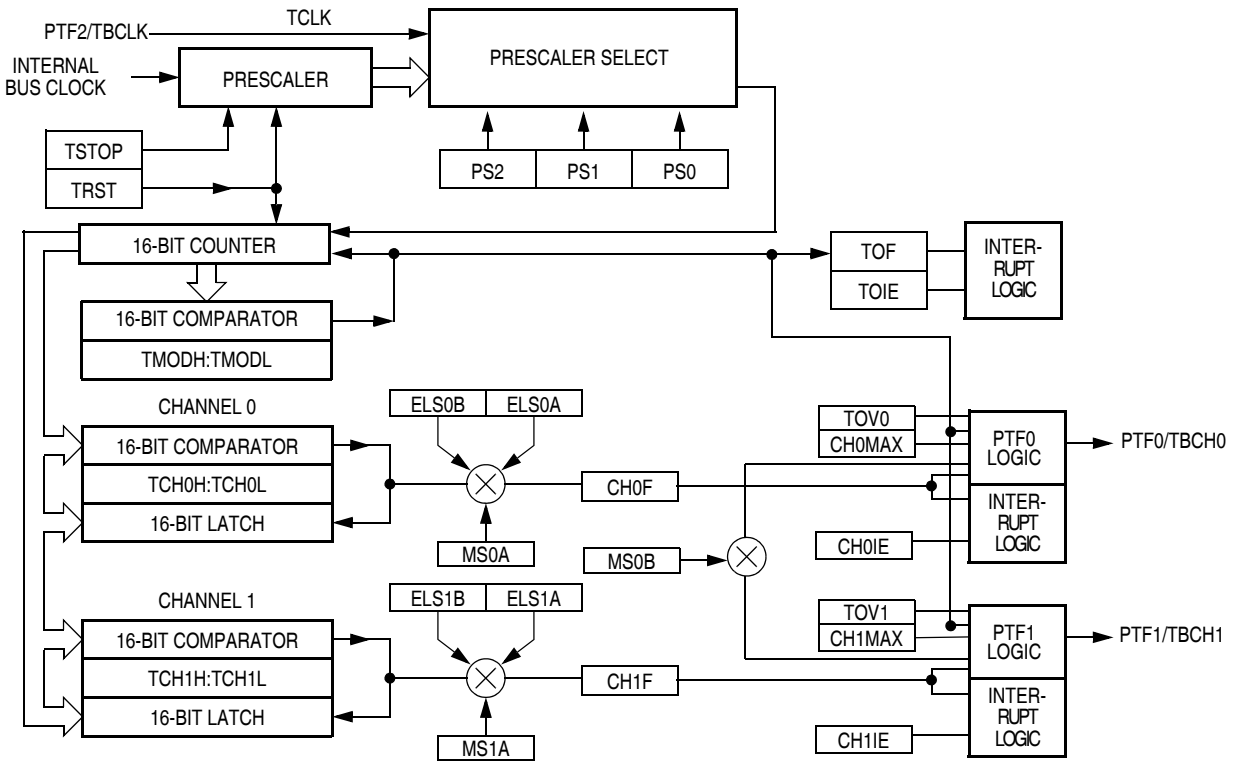 TCLK
PTF2/TBCLK
PRESCALER SELECT
INTERNAL
BUS CLOCK
PRESCALER
TSTOP
TRST
PS2
PS1
PS0
16-BIT COUNTER
TOF
TOIE
INTER-
RUPT
LOGIC
16-BIT COMPARATOR
TMODH:TMODL
CHANNEL 0
16-BIT COMPARATOR
TCH0H:TCH0L
16-BIT LATCH
ELS0B
ELS0A
MS0A
CH0F
TOV0
CH0MAX
PTF0
LOGIC
PTF0/TBCH0
INTER-
RUPT
LOGIC
CH0IE
MS0B
CHANNEL 1
16-BIT COMPARATOR
TCH1H:TCH1L
16-BIT LATCH
ELS1B
ELS1A
MS1A
CH1F
TOV1
CH1MAX
PTF1
LOGIC
PTF1/TBCH1
INTER-
RUPT
LOGIC
CH1IE